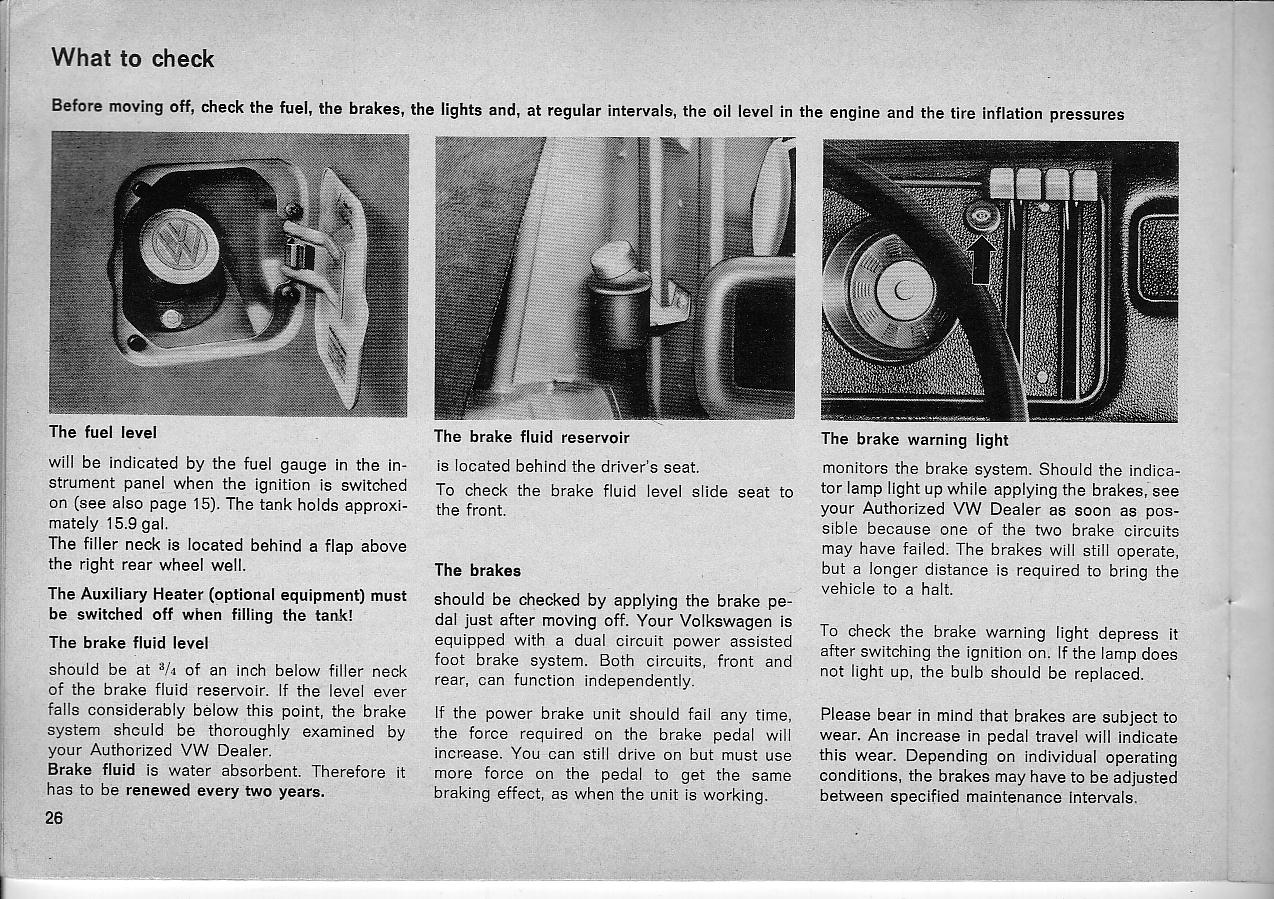 What to check
Before moving off, check the fuel, the brakes, the lights and, at regular intervals, the oil level in the engine and the tire inflation pressures
VW
The fuel level
will be indicated by the fuel gauge in the in-
strument panel when the ignition is switched
on (see also page 15). The tank holds approxi-
mately 15.9 gal.
The filler neck is located behind a flap above
the right rear wheel well.
The Auxiliary Heater (optional equipment) must
be switched off when filling the tank!
The brake fluid level
should be at 3/4 of an inch below filler neck
of the brake fluid reservoir. If the level ever
falls considerably below this point, the brake
system should be thoroughly examined by
your Authorized VW Dealer.
Brake fluid is water absorbent. Therefore it
has to be renewed every two years.
26
The brake fluid reservoir
is located behind the driver's seat.
To check the brake fluid level slide seat to
the front.
The brakes
should be checked by applying the brake pe-
dal just after moving off. Your Volkswagen is
equipped with a dual circuit power assisted
foot brake system. Both circuits, front and
rear, can function independently.
If the power brake unit should fail any time,
the force required on the brake pedal will
increase. You can still drive on but must use
more force on the pedal to get the same
braking effect, as when the unit is working.
The brake warning light
monitors the brake system. Should the indica-
tor lamp light up while applying the brakes, see
your Authorized VW Dealer as soon as pos-
sible because one of the two brake circuits
may have failed. The brakes will still operate,
but a longer distance is required to bring the
vehicle to a halt.
To check the brake warning light depress it
after switching the ignition on. If the lamp does
not light up, the bulb should be replaced.
Please bear in mind that brakes are subject to
wear. An increase in pedal travel will indicate
this wear. Depending on individual operating
conditions, the brakes may have to be adjusted
between specified maintenance intervals.